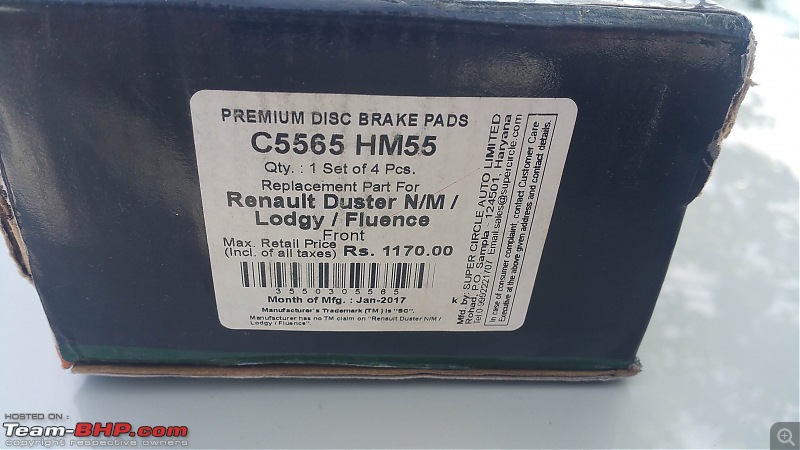 PREMIUM DISC BRAKE PADS
C5565 HM55
Qty. : 1 Set of 4 Pcs.
Replacement Part For
Renault Duster N/M /
Lodgy / Fluence
Front
Max. Retail Price
(Incl. of all taxes) Rs. 1170.00
3550305565
Month of Mfg. : Jan-2017
k
Manufacturer's Trademark (TM) is "SC".
Manufacturer has no TM claim on "Renault Duster N/M /
Lodgy / Fluence".
Mfd. by: SUPER CIRCLE AUTO LIMITED
Rohad, P.O. Sampla - 124501, Haryana
Email:sales@supercircle.com
In case of consumer complaint ,contact Customer Care
Executive at the above given address and contact details.
HOSTED ON :
Team-BHP.com
copyright respective owners